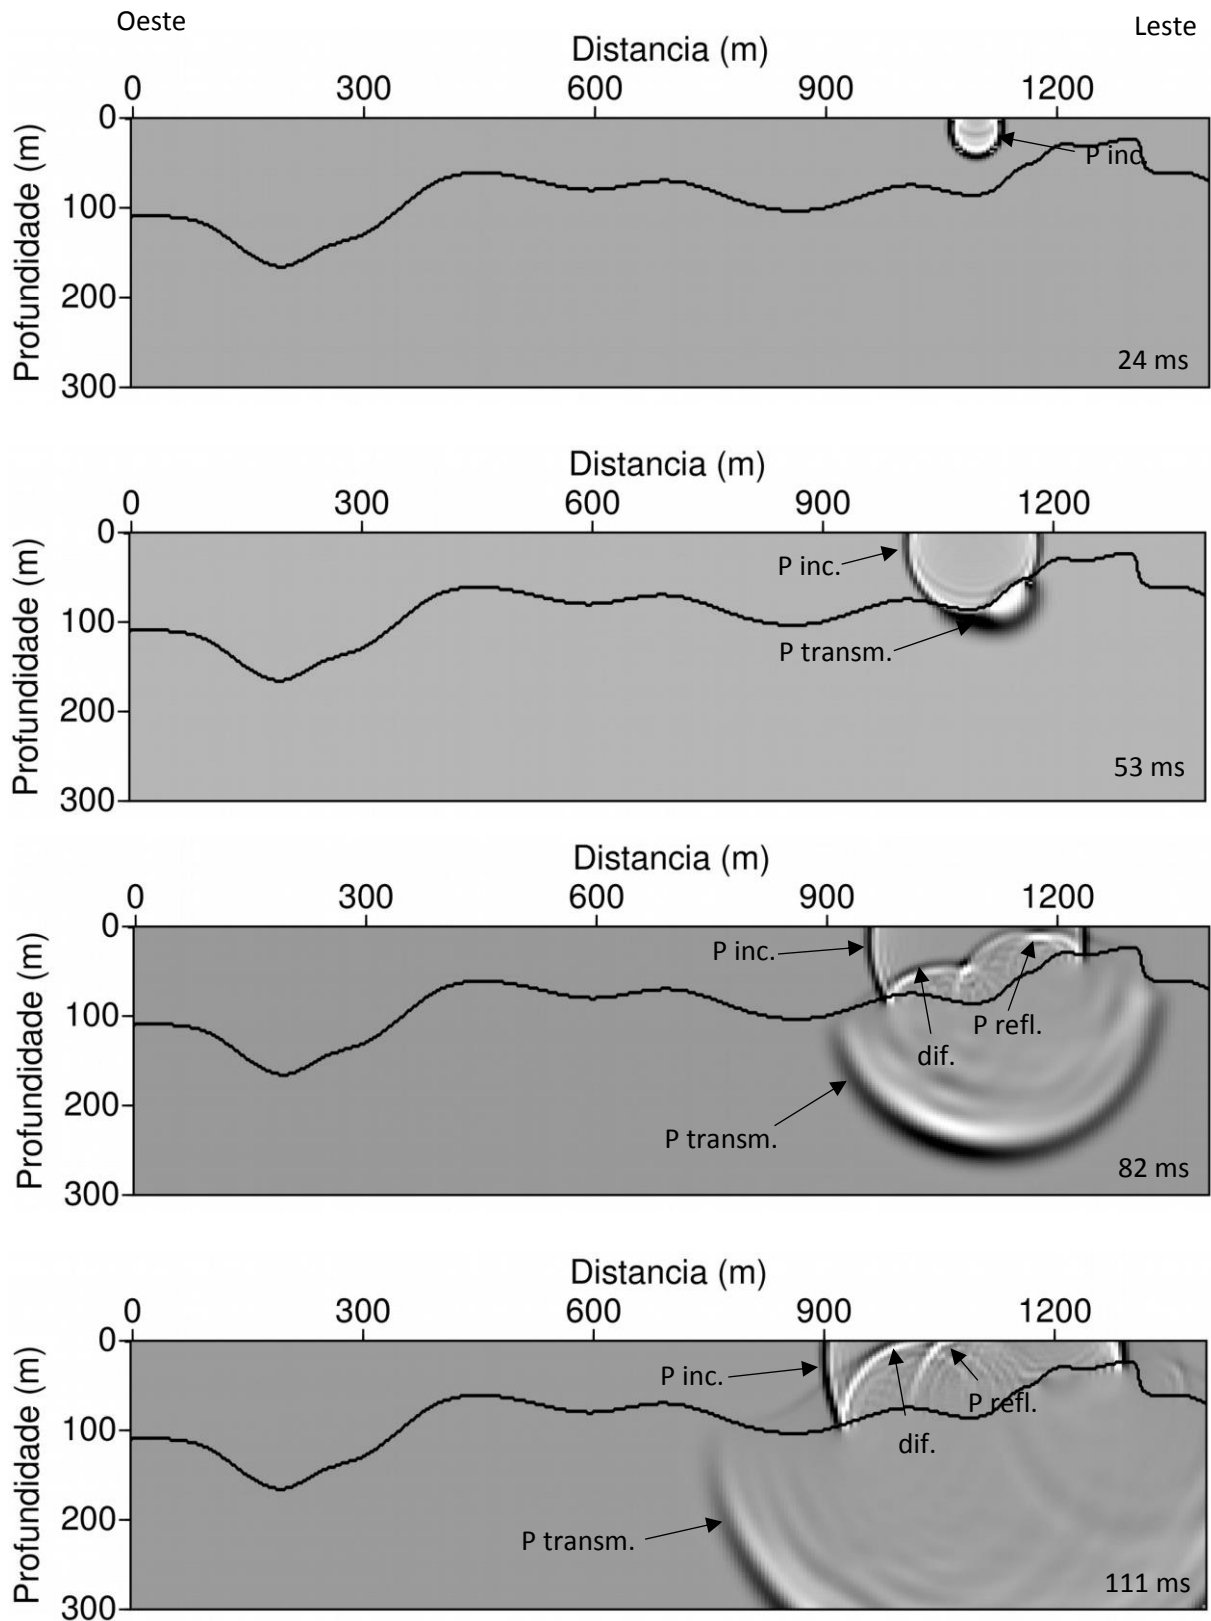 Oeste
Leste
Distancia (m)
0 300 600 900 1200
Profundidade (m)
0
100
200
300
P inc.
24 ms
Distancia (m)
0 300 600 900 1200
Profundidade (m)
0
100
200
300
P inc.
P transm.
53 ms
Distancia (m)
0 300 600 900 1200
Profundidade (m)
0
100
200
300
P inc.
P refl.
dif.
P transm.
82 ms
Distancia (m)
0 300 600 900 1200
Profundidade (m)
0
100
200
300
P inc.
P refl.
dif.
P transm.
111 ms